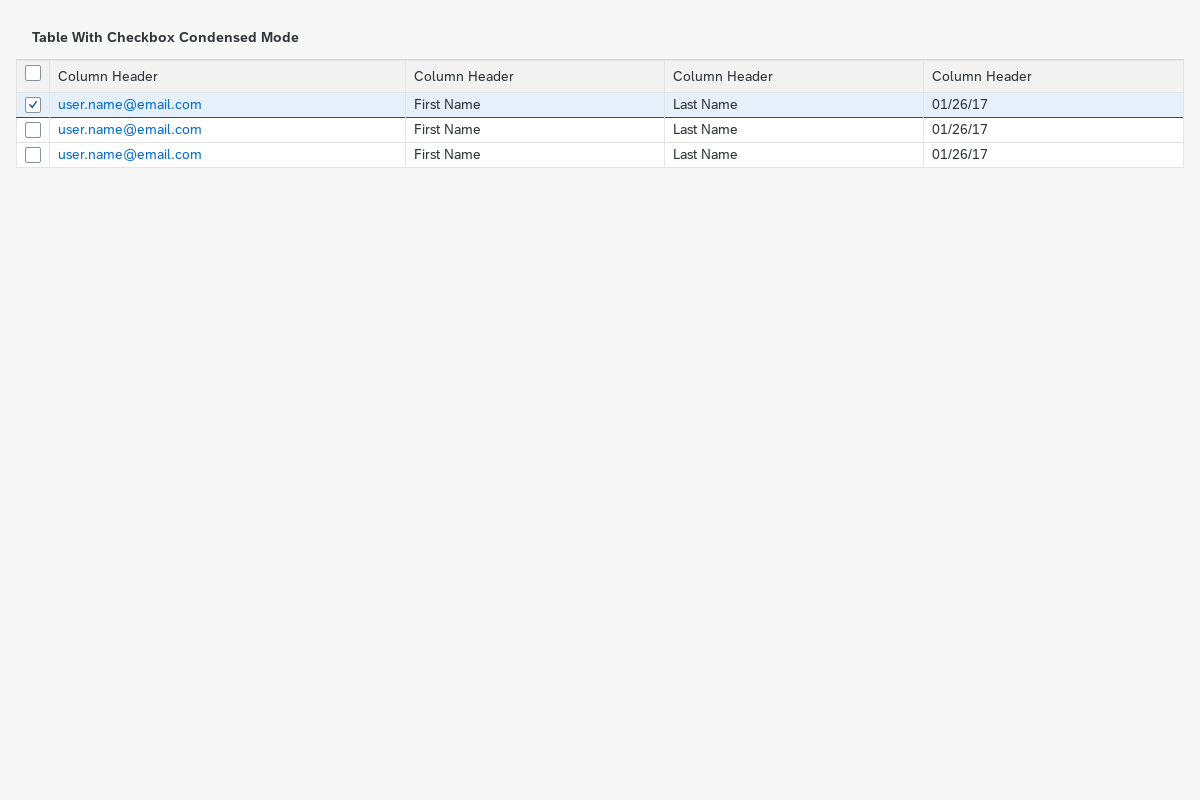 Table With Checkbox Condensed Mode
Column Header Column Header Column Header Column Header
user.name@email.com First Name Last Name 01/26/17
user.name@email.com First Name Last Name 01/26/17
user.name@email.com First Name Last Name 01/26/17